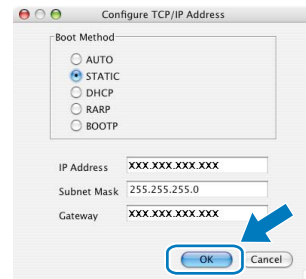 Configure TCP/IP Address
Boot Method
AUTO
STATIC
DHCP
RARP
BOOTP
IP Address XXX.XXX.XXX.XXX
Subnet Mask 255.255.255.0
Gateway XXX.XXX.XXX.XXX
OK Cancel